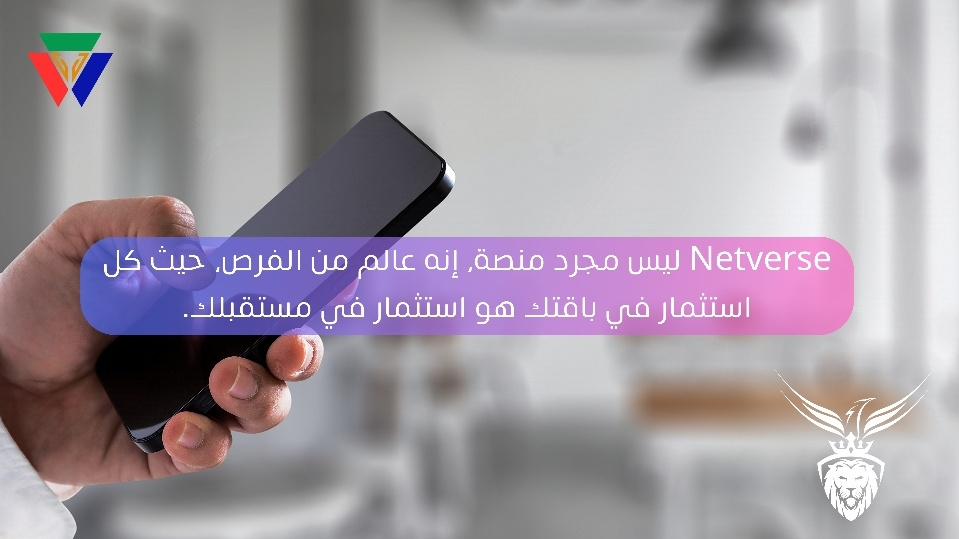 Netverse ليس مجرد منصة, إنه عالم من الفرص, حيث كل
استثمار في باقتك هو استثمار في مستقبلك.